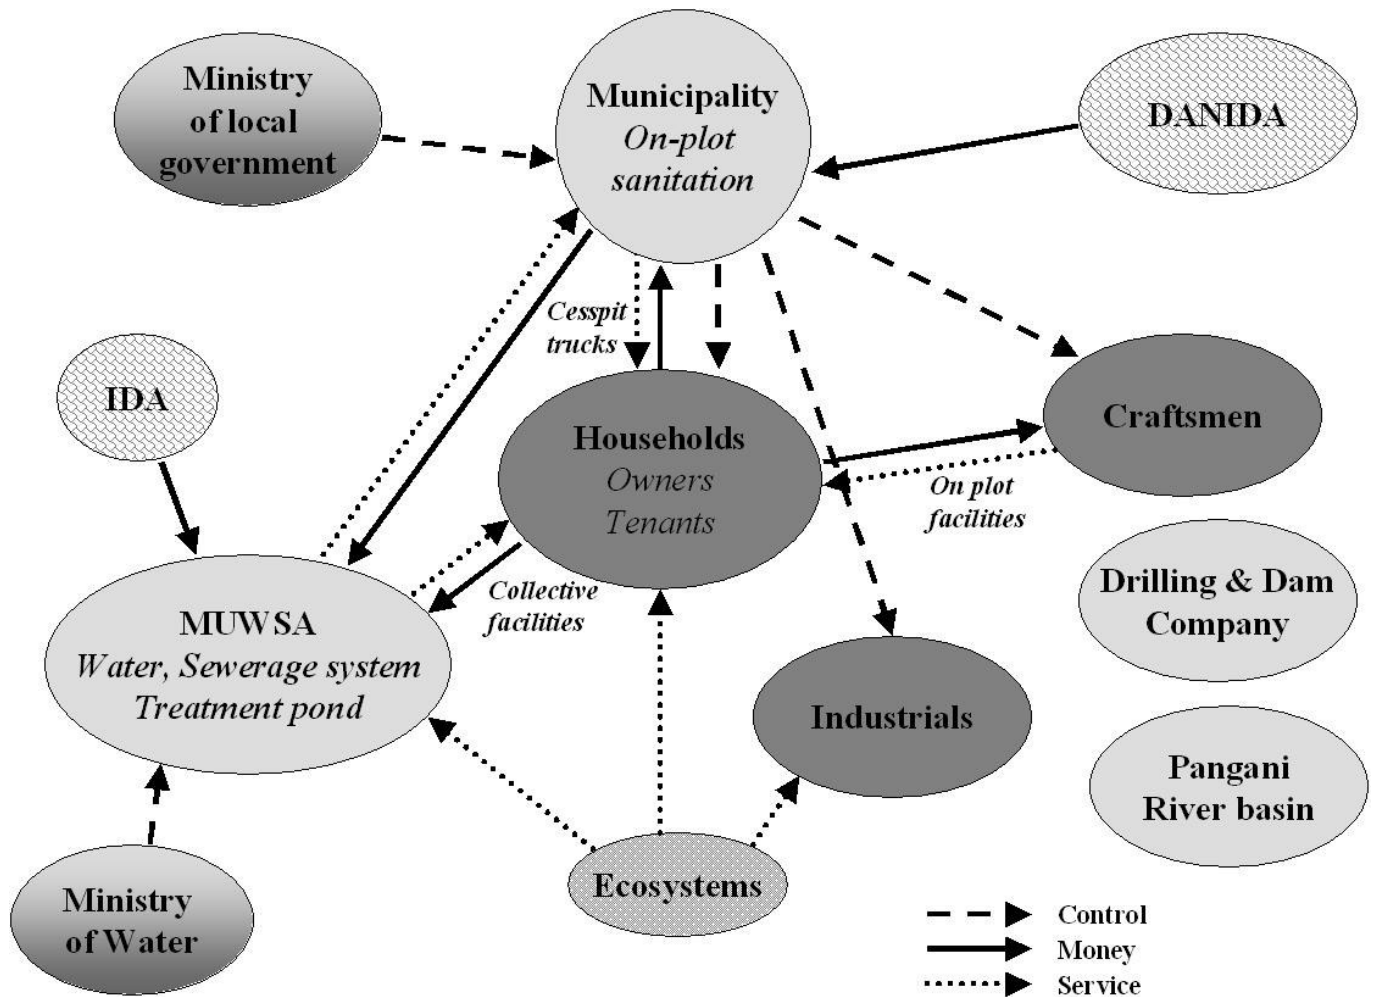 Ministry
of local
government
Municipality
On-plot
sanitation
DANIDA
Cesspit
trucks
IDA
Households
Owners
Tenants
Craftsmen
On plot
facilities
Collective
facilities
MUWSA
Water, Sewerage system
Treatment pond
Drilling & Dam
Company
Industrials
Pangani
River basin
Ecosystems
Ministry
of Water
Control
Money
Service